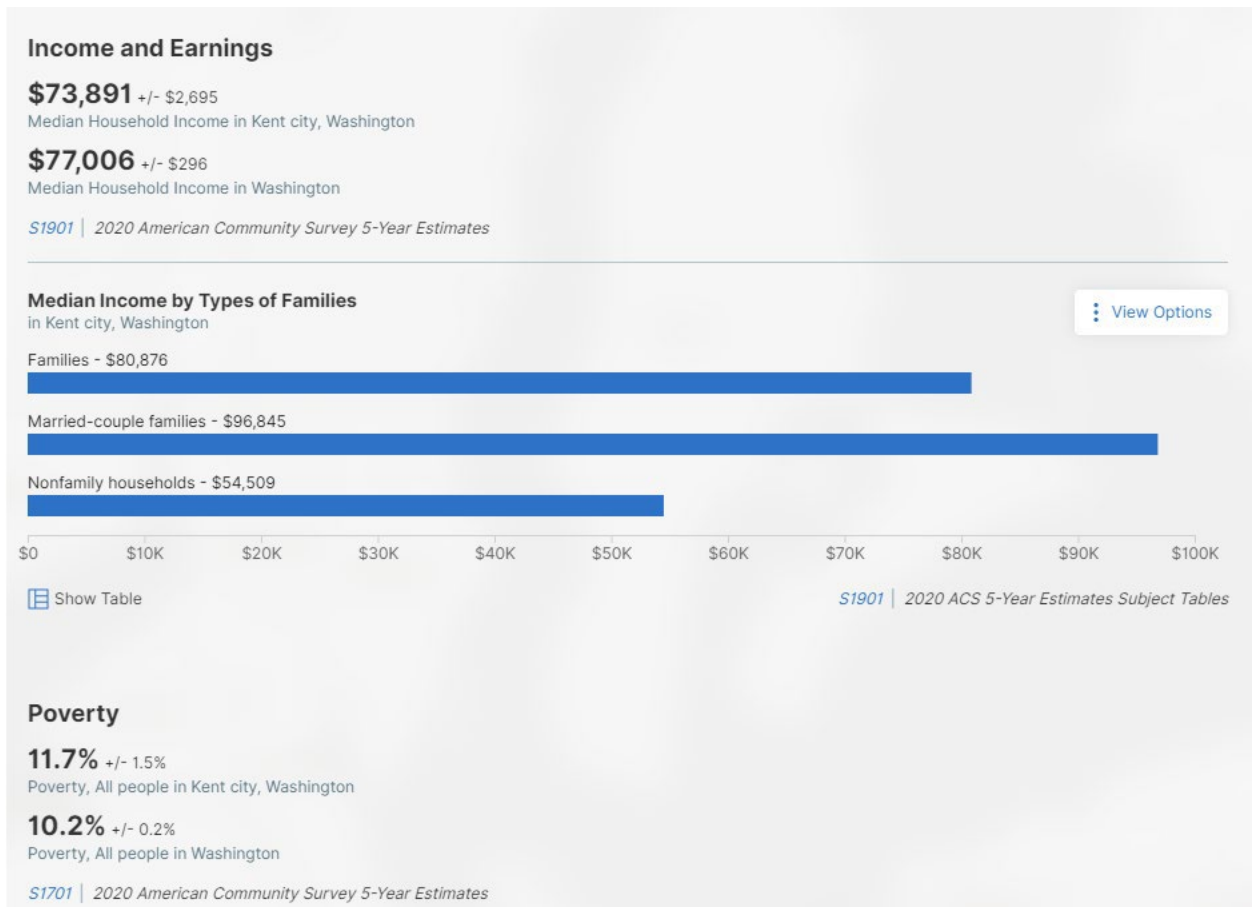 Income and Earnings
$73,891 +/- $2,695
Median Household Income in Kent city, Washington
$77,006 +/- $296
Median Household Income in Washington
S1901 | 2020 American Community Survey 5-Year Estimates
Median Income by Types of Families
in Kent city, Washington
View Options
Families - $80,876
Married-couple families - $96,845
Nonfamily households - $54,509
$0 $10K $20K $30K $40K $50K $60K $70K $80K $90K $100K
Show Table
S1901 | 2020 ACS 5-Year Estimates Subject Tables
Poverty
11.7% +/- 1.5%
Poverty, All people in Kent city, Washington
10.2% +/- 0.2%
Poverty, All people in Washington
S1701 | 2020 American Community Survey 5-Year Estimates